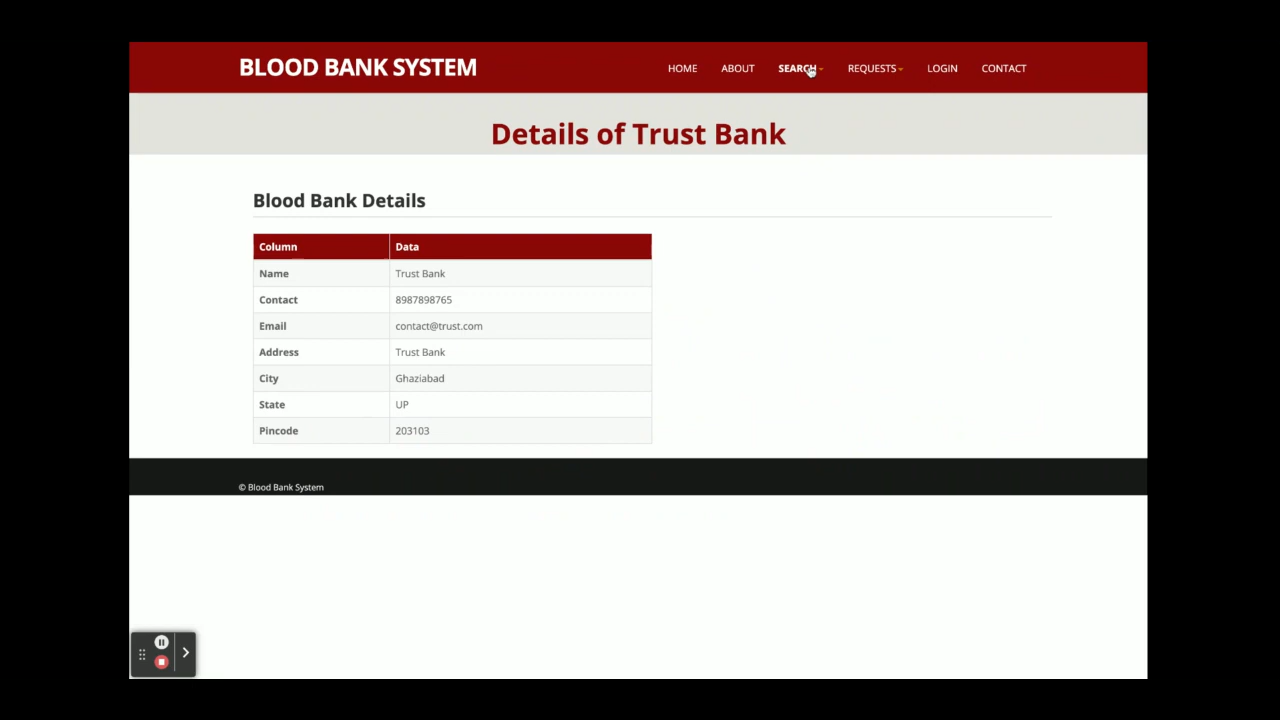 BLOOD BANK SYSTEM
HOME ABOUT SEARCH REQUESTS LOGIN CONTACT
Details of Trust Bank
Blood Bank Details
Column Data
Name Trust Bank
Contact 8987898765
Email contact@trust.com
Address Trust Bank
City Ghaziabad
State UP
Pincode 203103
© Blood Bank System